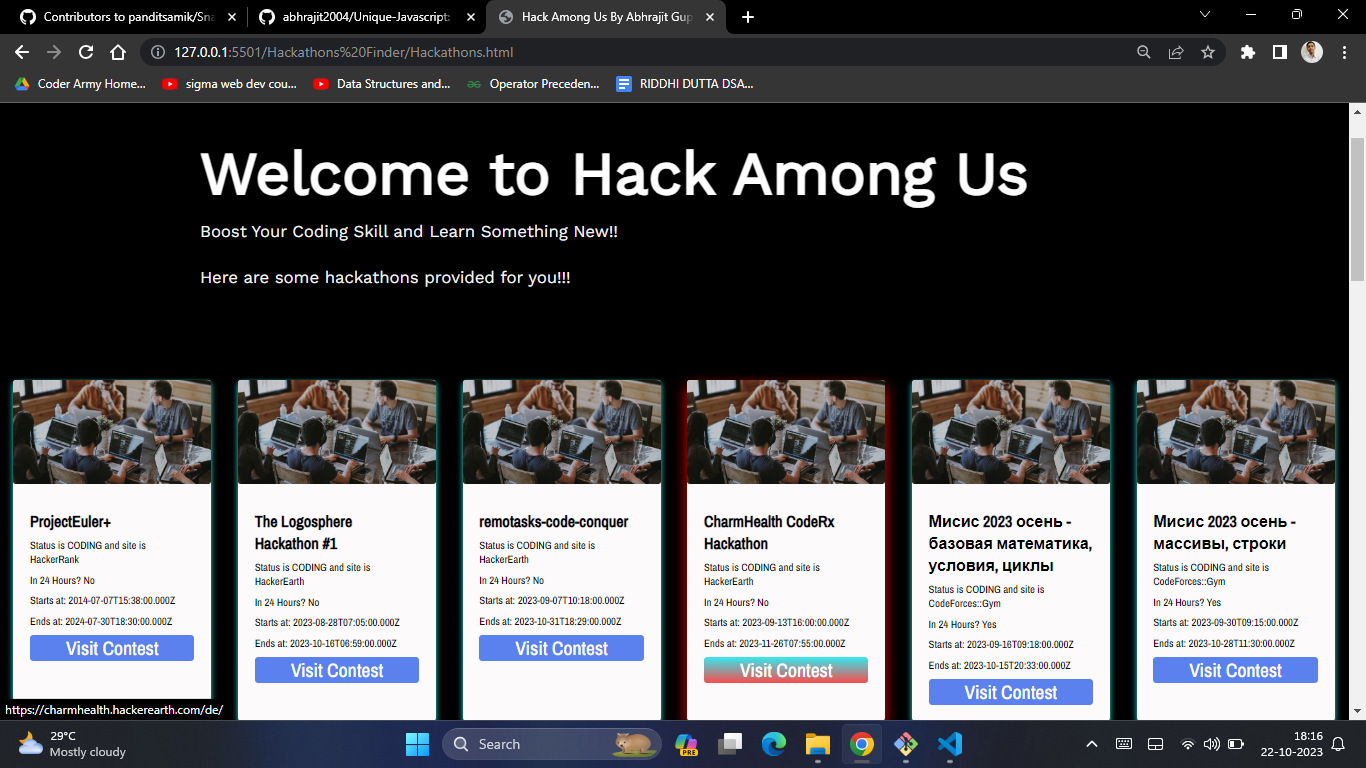 Contributors to panditsamik/Sna
abhrajit2004/Unique-Javascript
Hack Among Us By Abhrajit Gup
127.0.0.1:5501/Hackathons%20Finder/Hackathons.html
Coder Army Home...
sigma web dev cou...
Data Structures and...
Operator Preceden...
RIDDHI DUTTA DSA...
Welcome to Hack Among Us
Boost Your Coding Skill and Learn Something New!!
Here are some hackathons provided for you!!!
ProjectEuler+
Status is CODING and site is
HackerRank
In 24 Hours? No
Starts at: 2014-07-07T15:38:00.000Z
Ends at: 2024-07-30T18:30:00.000Z
Visit Contest
The Logosphere
Hackathon #1
Status is CODING and site is
HackerEarth
In 24 Hours? No
Starts at: 2023-08-28T07:05:00.000Z
Ends at: 2023-10-16T06:59:00.000Z
Visit Contest
remotasks-code-conquer
Status is CODING and site is
HackerEarth
In 24 Hours? No
Starts at: 2023-09-07T10:18:00.000Z
Ends at: 2023-10-31T18:29:00.000Z
Visit Contest
CharmHealth CodeRx
Hackathon
Status is CODING and site is
HackerEarth
In 24 Hours? No
Starts at: 2023-09-13T16:00:00.000Z
Ends at: 2023-11-26T07:55:00.000Z
Visit Contest
Мисис 2023 осень -
базовая математика,
условия, циклы
Status is CODING and site is
CodeForces::Gym
In 24 Hours? Yes
Starts at: 2023-09-16T09:18:00.000Z
Ends at: 2023-10-15T20:33:00.000Z
Visit Contest
Мисис 2023 осень -
массивы, строки
Status is CODING and site is
CodeForces::Gym
In 24 Hours? Yes
Starts at: 2023-09-30T09:15:00.000Z
Ends at: 2023-10-28T11:30:00.000Z
Visit Contest
https://charmhealth.hackerearth.com/de/
29°C
Mostly cloudy
Search
PRE
18:16
22-10-2023